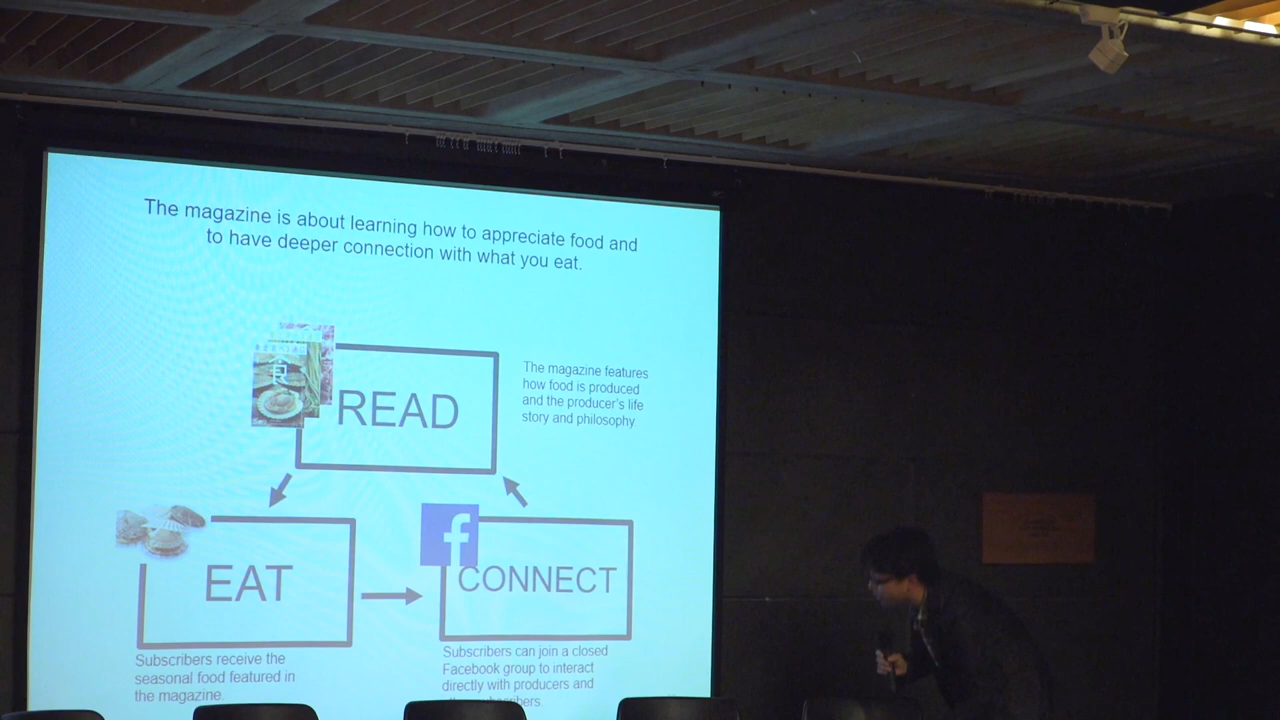 The magazine is about learning how to appreciate food and
to have deeper connection with what you eat.
食
READ
The magazine features
how food is produced
and the producer's life
story and philosophy
EAT
f
CONNECT
Subscribers receive the
seasonal food featured in
the magazine.
Subscribers can join a closed
Facebook group to interact
directly with producers and